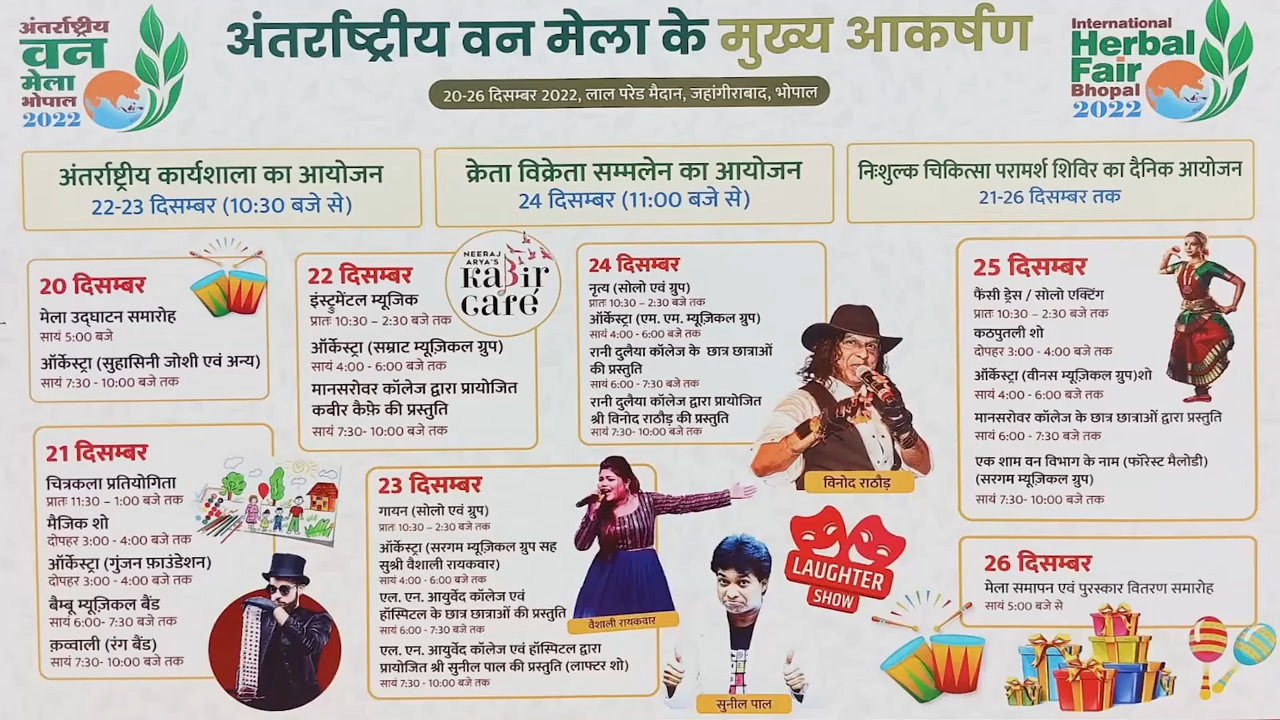 अंतर्राष्ट्रीय
वन
मेला
भोपाल
2022
अंतर्राष्ट्रीय वन मेला के मुख्य आकर्षण
20-26 दिसम्बर 2022, लाल परेड मैदान, जहांगीराबाद, भोपाल
International
Herbal
Fair
Bhopal
2022
अंतर्राष्ट्रीय कार्यशाला का आयोजन
22-23 दिसम्बर (10:30 बजे से)
क्रेता विक्रेता सम्मलेन का आयोजन
24 दिसम्बर (11:00 बजे से)
निःशुल्क चिकित्सा परामर्श शिविर का दैनिक आयोजन
21-26 दिसम्बर तक
20 दिसम्बर
मेला उद्घाटन समारोह
सायं 5:00 बजे
ऑर्केस्ट्रा (सुहासिनी जोशी एवं अन्य)
सायं 7:30 - 10:00 बजे तक
21 दिसम्बर
चित्रकला प्रतियोगिता
प्रातः 11:30 – 1:00 बजे तक
मैजिक शो
दोपहर 3:00 - 4:00 बजे तक
ऑर्केस्ट्रा (गुंजन फ़ाउंडेशन)
दोपहर 3:00 - 4:00 बजे तक
बैम्बू म्यूज़िकल बैंड
सायं 6:00- 7:30 बजे तक
क़व्वाली (रंग बैंड)
सायं 7:30- 10:00 बजे तक
22 दिसम्बर
इंस्ट्रुमेंटल म्यूजिक
प्रातः 10:30 – 2:30 बजे तक
ऑर्केस्ट्रा (सम्राट म्यूज़िकल ग्रुप)
सायं 4:00 - 6:00 बजे तक
मानसरोवर कॉलेज द्वारा प्रायोजित
कबीर कैफ़े की प्रस्तुति
सायं 7:30- 10:00 बजे तक
NEERAJ
ARYA'S
KaBir
café
23 दिसम्बर
गायन (सोलो एवं ग्रुप)
प्रातः 10:30 – 2:30 बजे तक
ऑर्केस्ट्रा (सरगम म्यूज़िकल ग्रुप सह
सुश्री वैशाली रायकवार)
सायं 4:00 - 6:00 बजे तक
एल. एन. आयुर्वेद कॉलेज एवं
हॉस्पिटल के छात्र छात्राओं की प्रस्तुति
सायं 6:00 - 7:30 बजे तक
एल. एन. आयुर्वेद कॉलेज एवं हॉस्पिटल द्वारा
प्रायोजित श्री सुनील पाल की प्रस्तुति (लाफ्टर शो)
सायं 7:30 - 10:00 बजे तक
वैशाली रायकवार
24 दिसम्बर
नृत्य (सोलो एवं ग्रुप)
प्रातः 10:30 – 2:30 बजे तक
ऑर्केस्ट्रा (एम. एम. म्यूज़िकल ग्रुप)
सायं 4:00 - 6:00 बजे तक
रानी दुलैया कॉलेज के छात्र छात्राओं
की प्रस्तुति
सायं 6:00 - 7:30 बजे तक
रानी दुलैया कॉलेज द्वारा प्रायोजित
श्री विनोद राठौड़ की प्रस्तुति
सायं 7:30- 10:00 बजे तक
विनोद राठौड़
LAUGHTER
SHOW
सुनील पाल
25 दिसम्बर
फैंसी ड्रेस / सोलो एक्टिंग
प्रातः 10:30 – 2:30 बजे तक
कठपुतली शो
दोपहर 3:00 - 4:00 बजे तक
ऑर्केस्ट्रा (वीनस म्यूज़िकल ग्रुप)शो
सायं 4:00 - 6:00 बजे तक
मानसरोवर कॉलेज के छात्र छात्राओं द्वारा प्रस्तुति
सायं 6:00 - 7:30 बजे तक
एक शाम वन विभाग के नाम (फॉरेस्ट मैलोडी)
(सरगम म्यूज़िकल ग्रुप)
सायं 7:30- 10:00 बजे तक
26 दिसम्बर
मेला समापन एवं पुरस्कार वितरण समारोह
सायं 5:00 बजे से